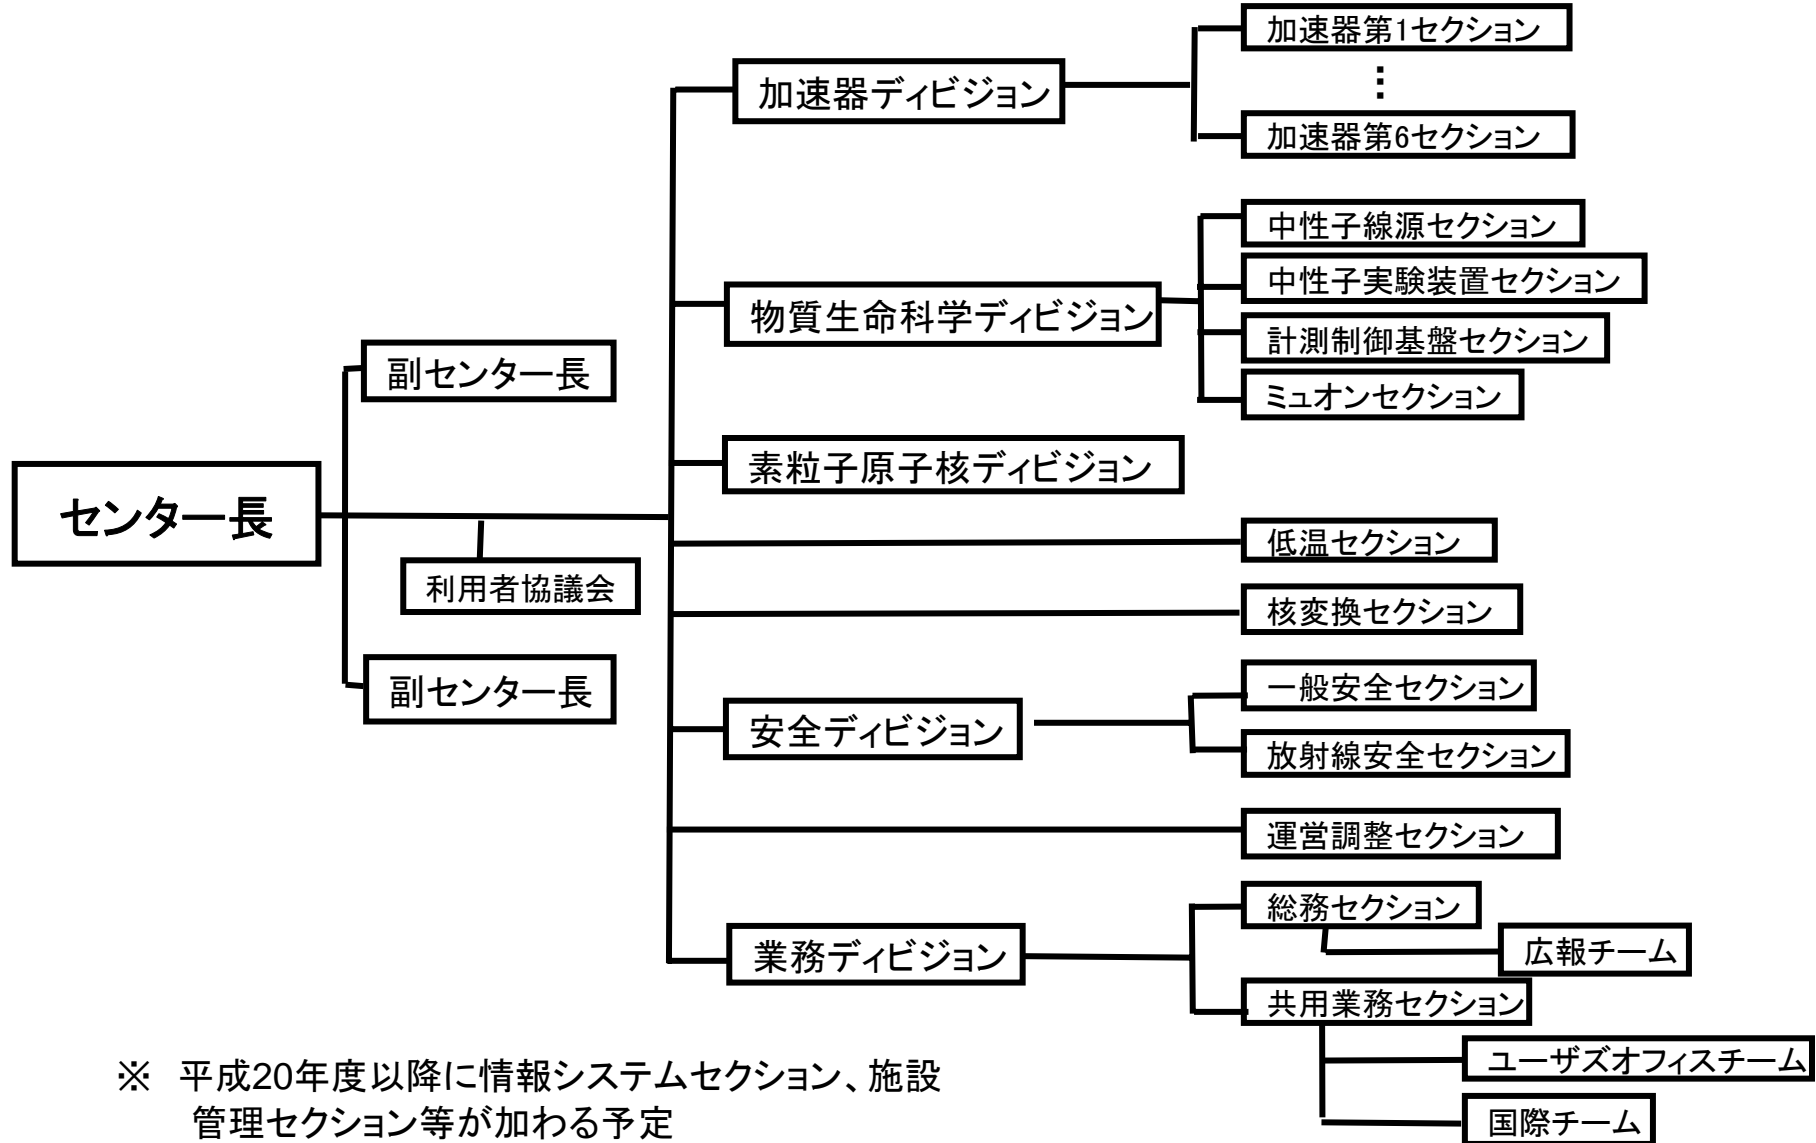 センター長
副センター長
利用者協議会
副センター長
加速器ディビジョン
加速器第1セクション
⋮
加速器第6セクション
物質生命科学ディビジョン
中性子線源セクション
中性子実験装置セクション
計測制御基盤セクション
ミュオンセクション
素粒子原子核ディビジョン
低温セクション
核変換セクション
安全ディビジョン
一般安全セクション
放射線安全セクション
運営調整セクション
業務ディビジョン
総務セクション
広報チーム
共用業務セクション
ユーザズオフィスチーム
国際チーム
※ 平成20年度以降に情報システムセクション、施設
管理セクション等が加わる予定